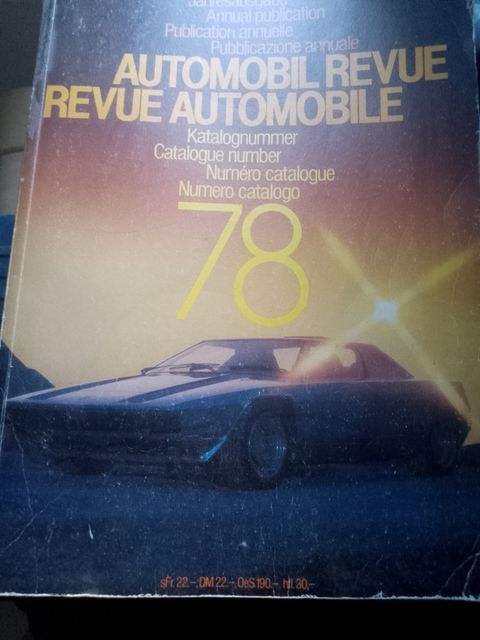 Jahresausgabe
Annual publication
Publication annuelle
Pubblicazione annuale
AUTOMOBIL REVUE
REVUE AUTOMOBILE
Katalognummer
Catalogue number
Numéro catalogue
Numero catalogo
78
sFr. 22.–, DM 22.–, OeS 190.– hfl. 30,–